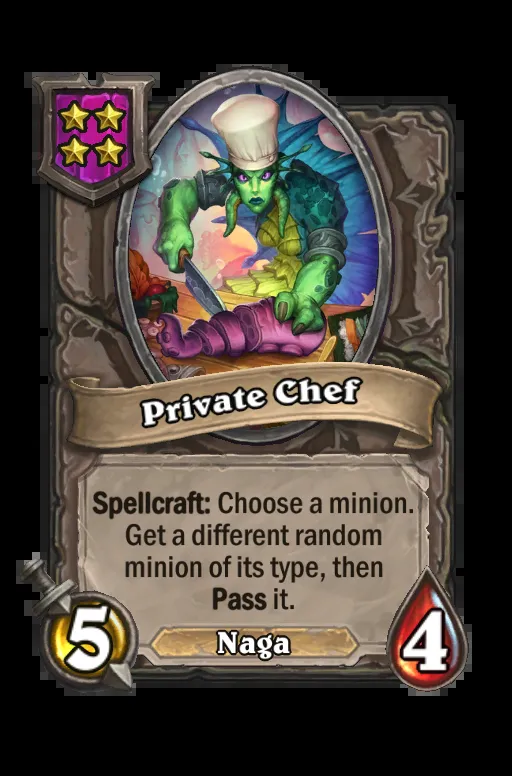 Private Chef
Spellcraft: Choose a minion.
Get a different random
minion of its type, then
Pass it.
5
Naga
4